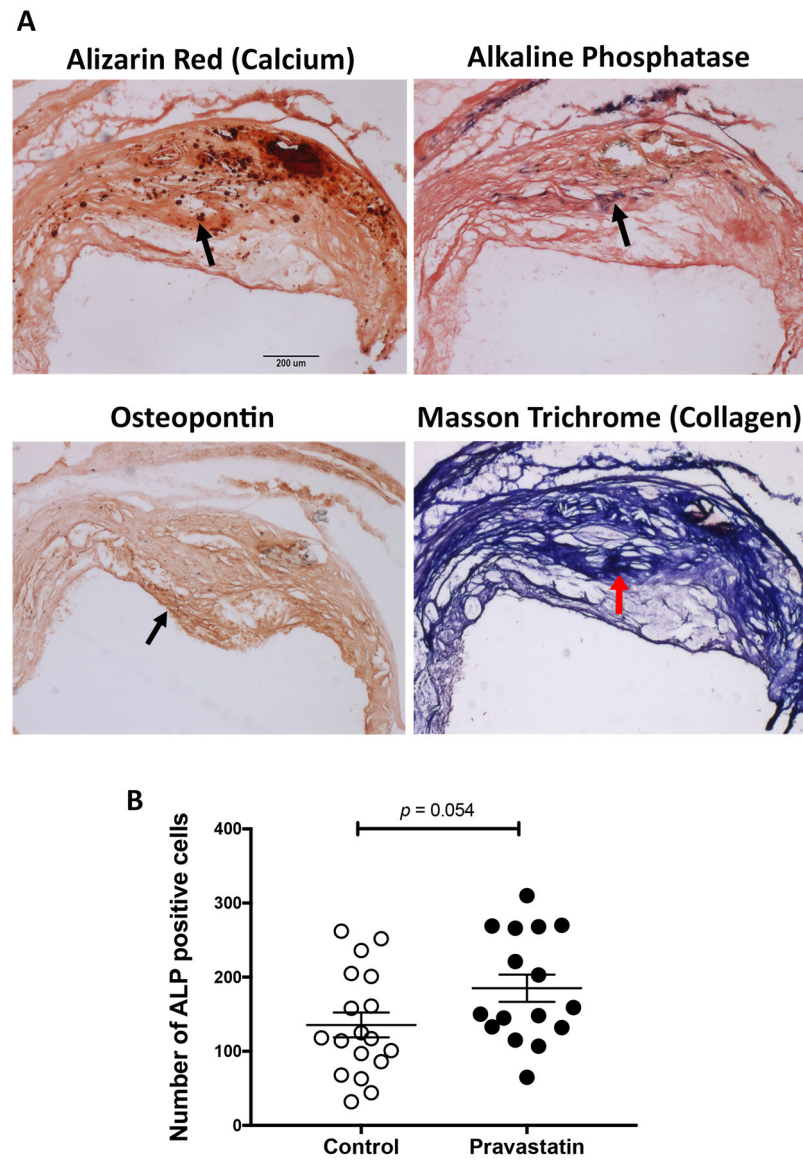 A
Alizarin Red (Calcium)
Alkaline Phosphatase
200 um
Osteopontin
Masson Trichrome (Collagen)
B
p = 0.054
Number of ALP positive cells
400
300
200
100
0
Control
Pravastatin